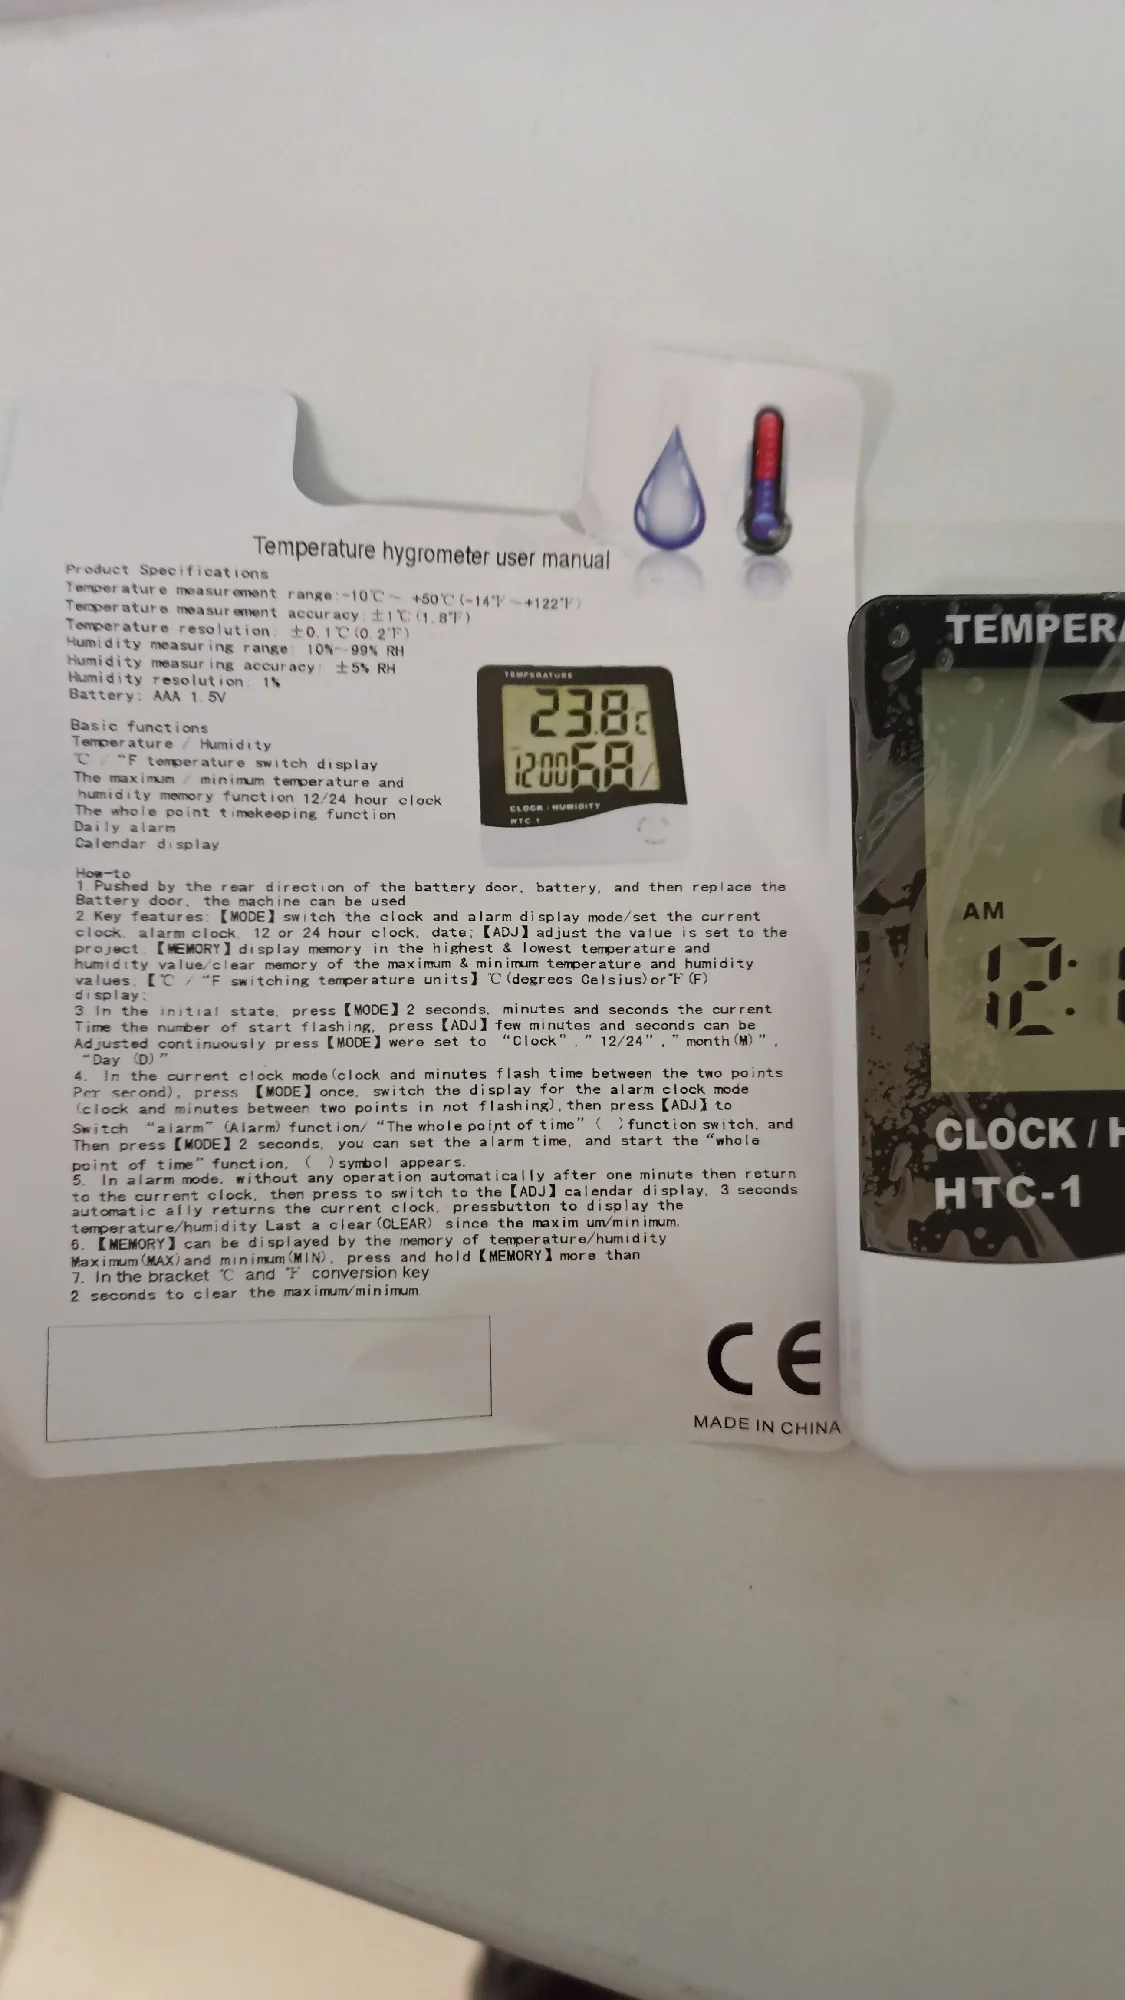 Temperature hygrometer user manual
Product Specifications
Temperature measurement range:-10℃~ +50℃(-14℉~+122℉)
Temperature measurement accuracy:±1℃(1.8℉)
Temperature resolution: ±0.1℃(0.2℉)
Humidity measuring range: 10%~99% RH
Humidity measuring accuracy: ±5% RH
Humidity resolution: 1%
Battery: AAA 1.5V
Basic functions
Temperature / Humidity
℃ / "F temperature switch display
The maximum / minimum temperature and
humidity memory function 12/24 hour clock
The whole point timekeeping function
Daily alarm
Calendar display
TEMPERATURE
23.8℃
12:00 68%
CLOCK / HUMIDITY
HTC-1
How-to
1.Pushed by the rear direction of the battery door, battery, and then replace the
Battery door, the machine can be used
2.Key features:【MODE】switch the clock and alarm display mode/set the current
clock, alarm clock, 12 or 24 hour clock, date;【ADJ】adjust the value is set to the
project;【MEMORY】display memory in the highest & lowest temperature and
humidity value/clear memory of the maximum & minimum temperature and humidity
values;【℃ / "F switching temperature units】℃(degrees Celsius)or℉(F)
display;
3 In the initial state, press【MODE】2 seconds, minutes and seconds the current
Time the number of start flashing, press【ADJ】few minutes and seconds can be
Adjusted continuously press【MODE】were set to "Clock"," 12/24"," month(M)",
"Day (D)"
4. In the current clock mode(clock and minutes flash time between the two points
Per second), press 【MODE】once, switch the display for the alarm clock mode
(clock and minutes between two points in not flashing),then press【ADJ】to
Switch "alarm" (Alarm) function/ "The whole point of time" ( )function switch, and
Then press【MODE】2 seconds, you can set the alarm time, and start the "whole
point of time" function, ( )symbol appears.
5. In alarm mode, without any operation automatically after one minute then return
to the current clock, then press to switch to the【ADJ】calendar display, 3 seconds
automatic ally returns the current clock, pressbutton to display the
temperature/humidity Last a clear(CLEAR) since the maxim um/minimum.
6. 【MEMORY】can be displayed by the memory of temperature/humidity
Maximum(MAX)and minimum(MIN), press and hold【MEMORY】more than
7. In the bracket ℃ and ℉ conversion key
2 seconds to clear the maximum/minimum
CE
MADE IN CHINA
TEMPERA
AM
12:
CLOCK / H
HTC-1